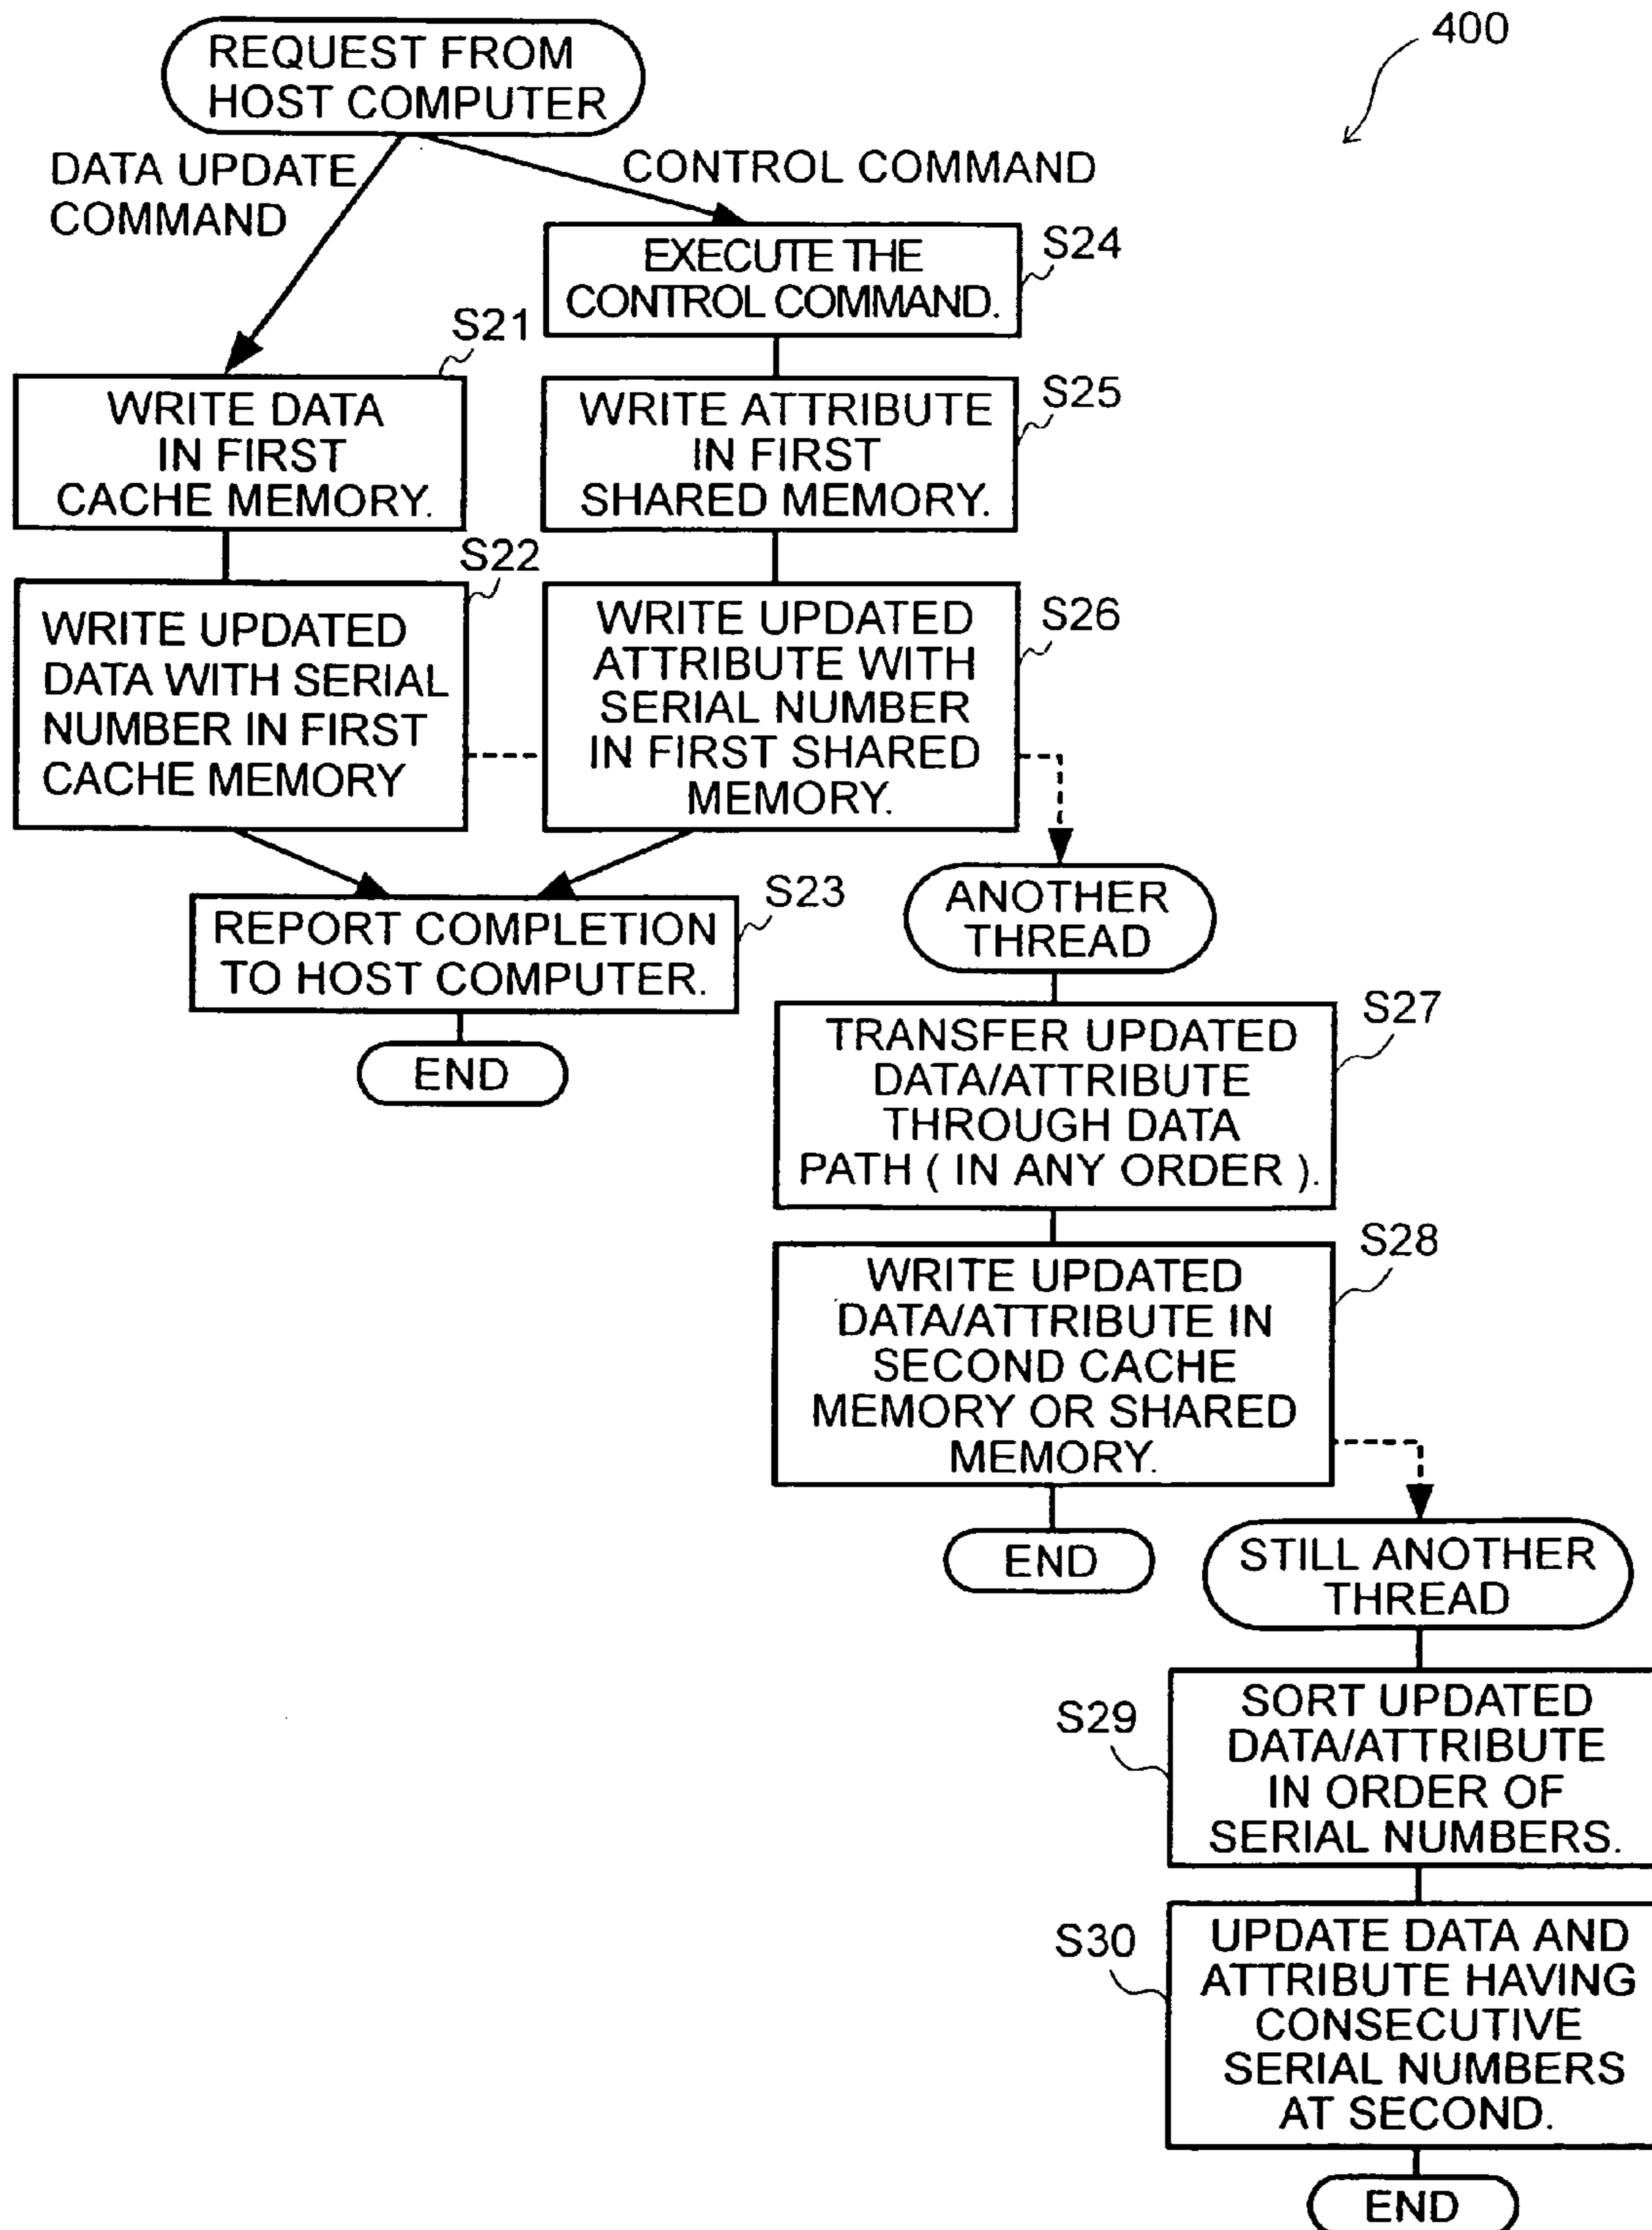 400
REQUEST FROM
HOST COMPUTER
DATA UPDATE
COMMAND
CONTROL COMMAND
S24
EXECUTE THE
CONTROL COMMAND.
S21
WRITE DATA
IN FIRST
CACHE MEMORY.
S25
WRITE ATTRIBUTE
IN FIRST
SHARED MEMORY.
S22
WRITE UPDATED
DATA WITH SERIAL
NUMBER IN FIRST
CACHE MEMORY
S26
WRITE UPDATED
ATTRIBUTE WITH
SERIAL NUMBER
IN FIRST SHARED
MEMORY.
S23
REPORT COMPLETION
TO HOST COMPUTER.
END
ANOTHER
THREAD
S27
TRANSFER UPDATED
DATA/ATTRIBUTE
THROUGH DATA
PATH ( IN ANY ORDER ).
S28
WRITE UPDATED
DATA/ATTRIBUTE IN
SECOND CACHE
MEMORY OR SHARED
MEMORY.
END
STILL ANOTHER
THREAD
S29
SORT UPDATED
DATA/ATTRIBUTE
IN ORDER OF
SERIAL NUMBERS.
S30
UPDATE DATA AND
ATTRIBUTE HAVING
CONSECUTIVE
SERIAL NUMBERS
AT SECOND.
END